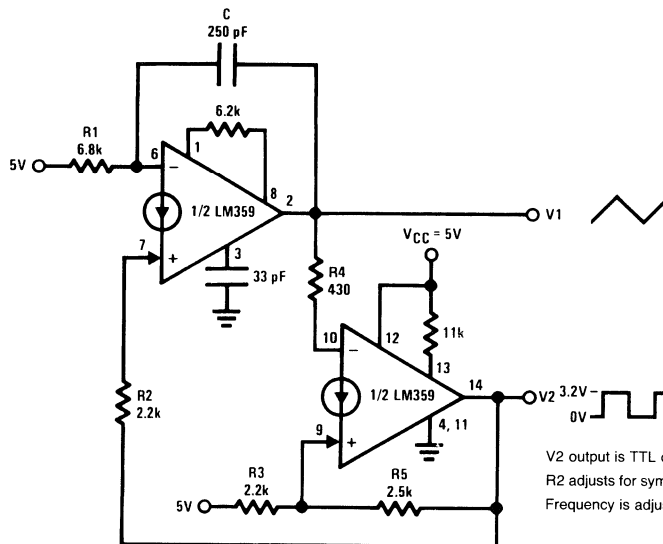 C
250 pF
6.2k
R1
6.8k
5V
6
−
1
8
2
1/2 LM359
7
+
3
33 pF
V1
VCC = 5V
R4
430
12
11k
10
−
13
14
1/2 LM359
V2
3.2V
0V
R2
2.2k
9
+
4, 11
R3
2.2k
R5
2.5k
5V
V2 output is TTL
R2 adjusts for sym
Frequency is adjus